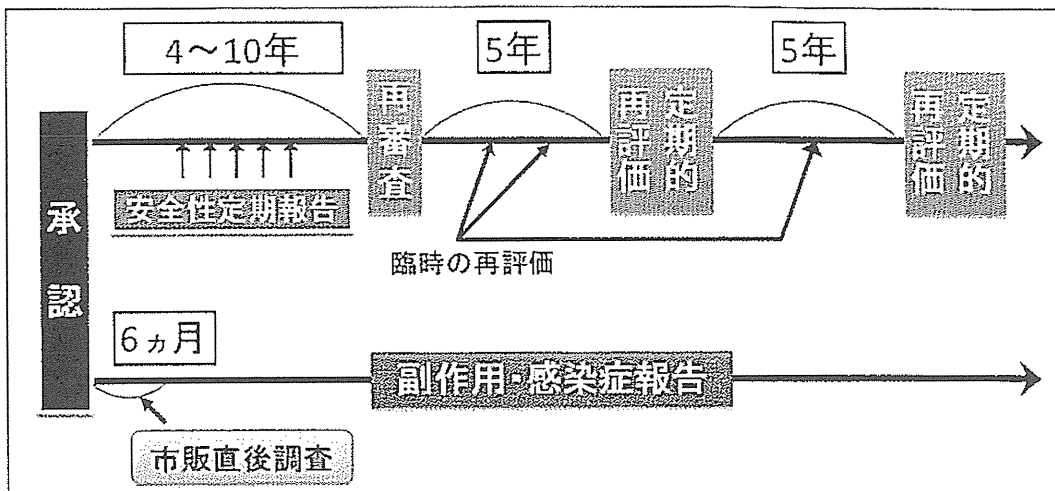 4～10年
5年
5年
承認
再審査
定期的
再評価
定期的
再評価
安全性定期報告
臨時の再評価
6ヵ月
副作用・感染症報告
市販直後調査